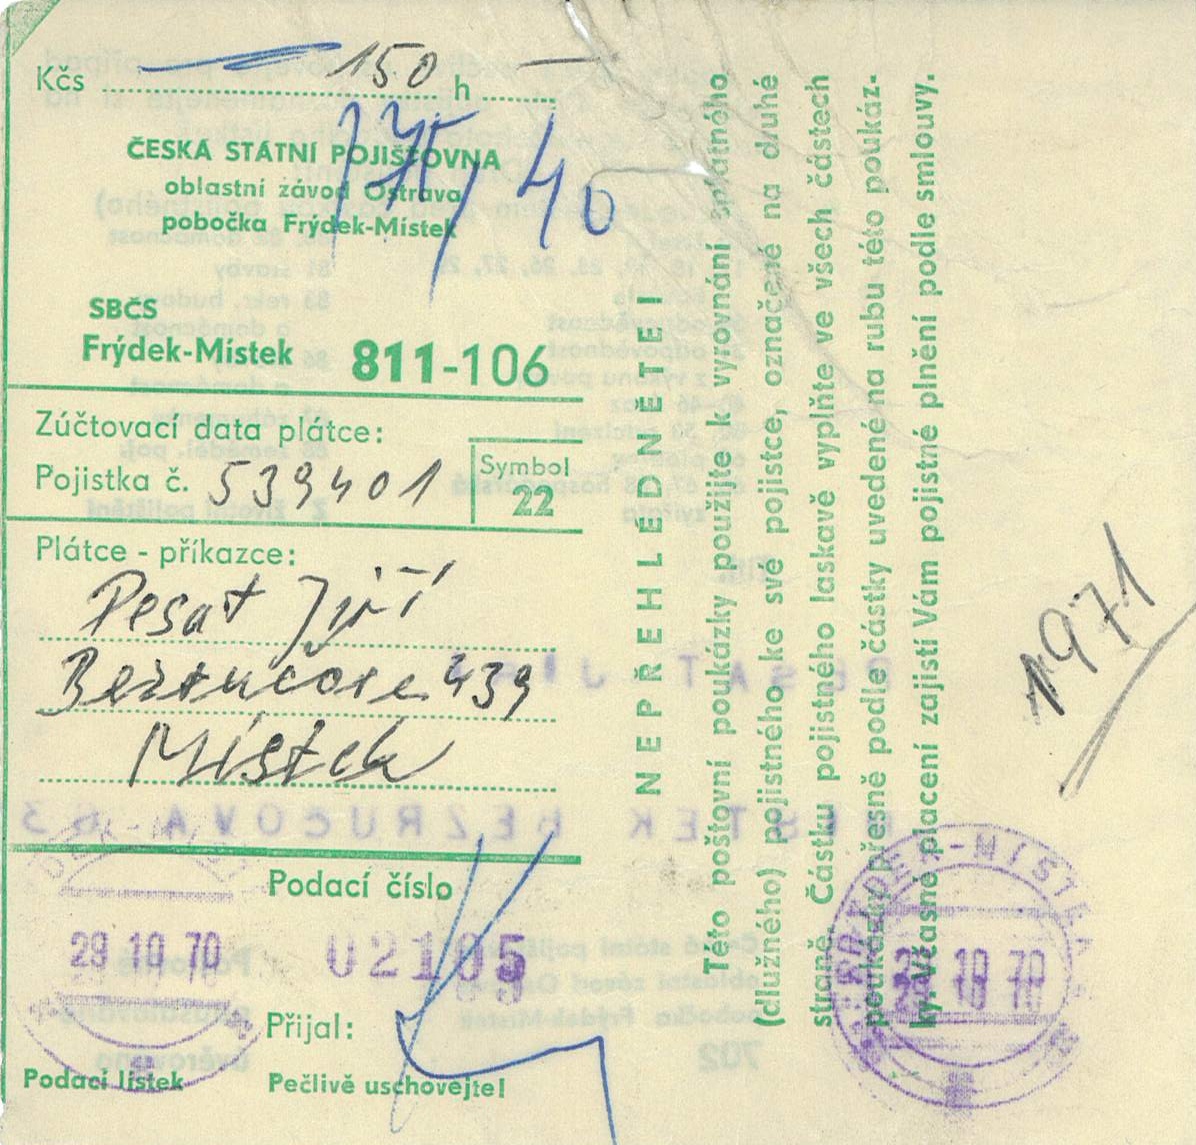 Kčs 150 h —
175/40
ČESKÁ STÁTNÍ POJIŠŤOVNA
oblastní závod Ostrava
pobočka Frýdek-Místek
SBČS
Frýdek-Místek 811-106
Zúčtovací data plátce:
Pojistka č. 539401
Symbol
22
Plátce - příkazce:
Pesat Jiří
439
Místek
Podací číslo
29 10 70
02185
Přijal:
Podací lístek
Pečlivě uschovejte!
NEPŘEHLÉDNĚTE!
Této poštovní poukázky použijte k vyrovnání splatného
(dlužného) pojistného ke své pojistce, označené na druhé
straně. Částku pojistného laskavě vyplňte ve všech částech
poukázky přesně podle částky uvedené na rubu této poukáz-
ky. Včasné placení zajistí Vám pojistné plnění podle smlouvy.
1971
FRÝDEK-MÍSTEK
10 70